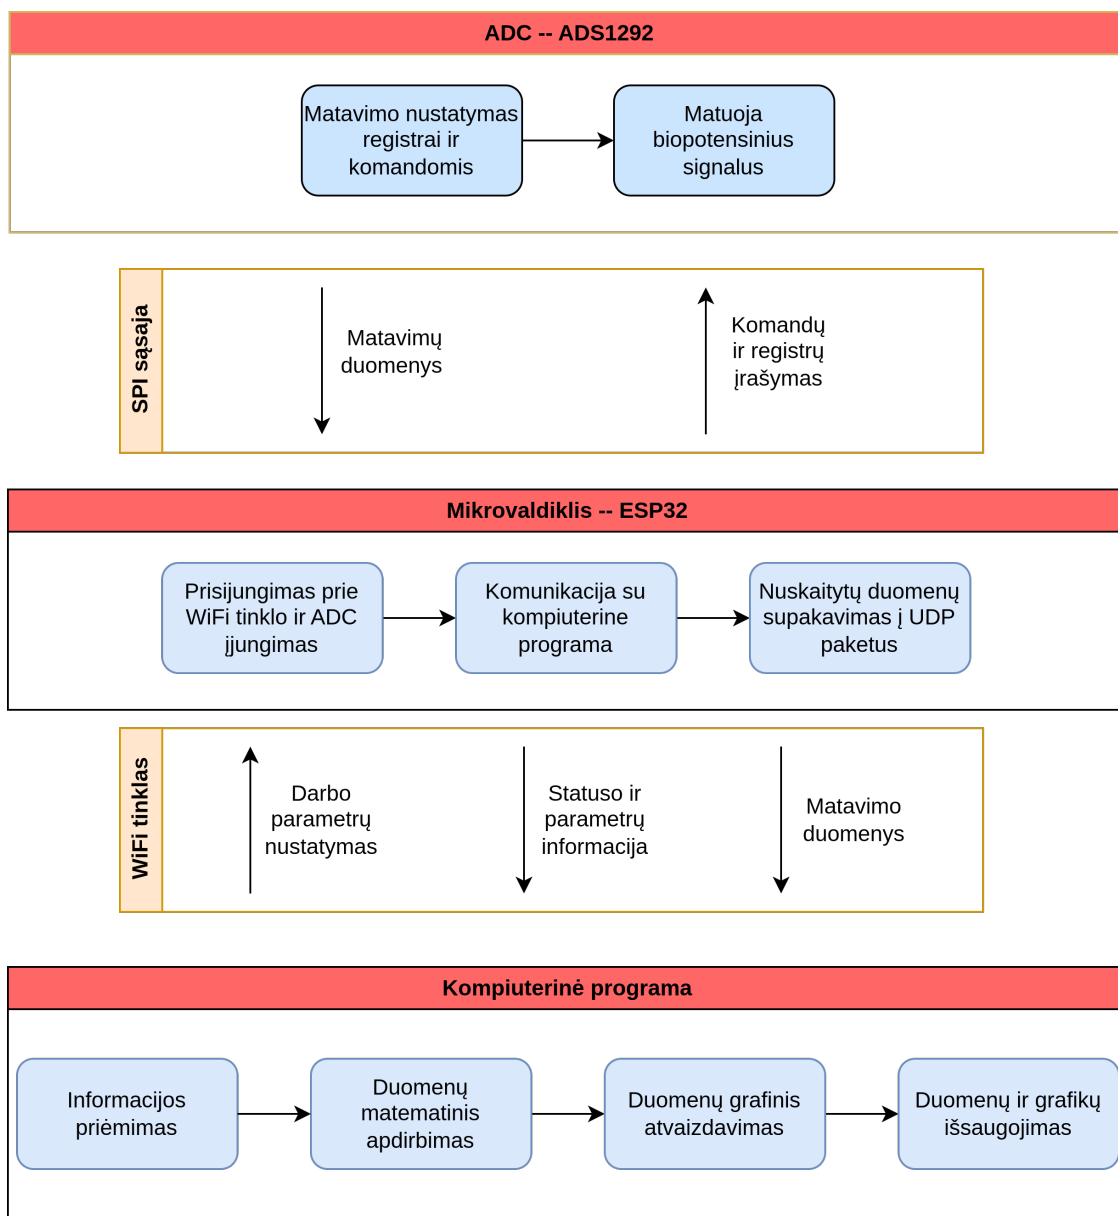 ADC -- ADS1292
Matavimo nustatymas
registrai ir
komandomis
Matuoja
biopotensinius
signalus
SPI sąsaja
Matavimų
duomenys
Komandų
ir registrų
įrašymas
Mikrovaldiklis -- ESP32
Prisijungimas prie
WiFi tinklo ir ADC
įjjungimas
Komunikacija su
kompiuterine
programa
Nuskaitytų duomenų
supakavimas į UDP
paketus
WiFi tinklas
Darbo
parametrų
nustatymas
Statuso ir
parametrų
informacija
Matavimo
duomenys
Kompiuterinė programa
Informacijos
priėmimas
Duomenų
matematinis
apdirbimas
Duomenų grafinis
atvaizdavimas
Duomenų ir grafikų
išsaugojimas